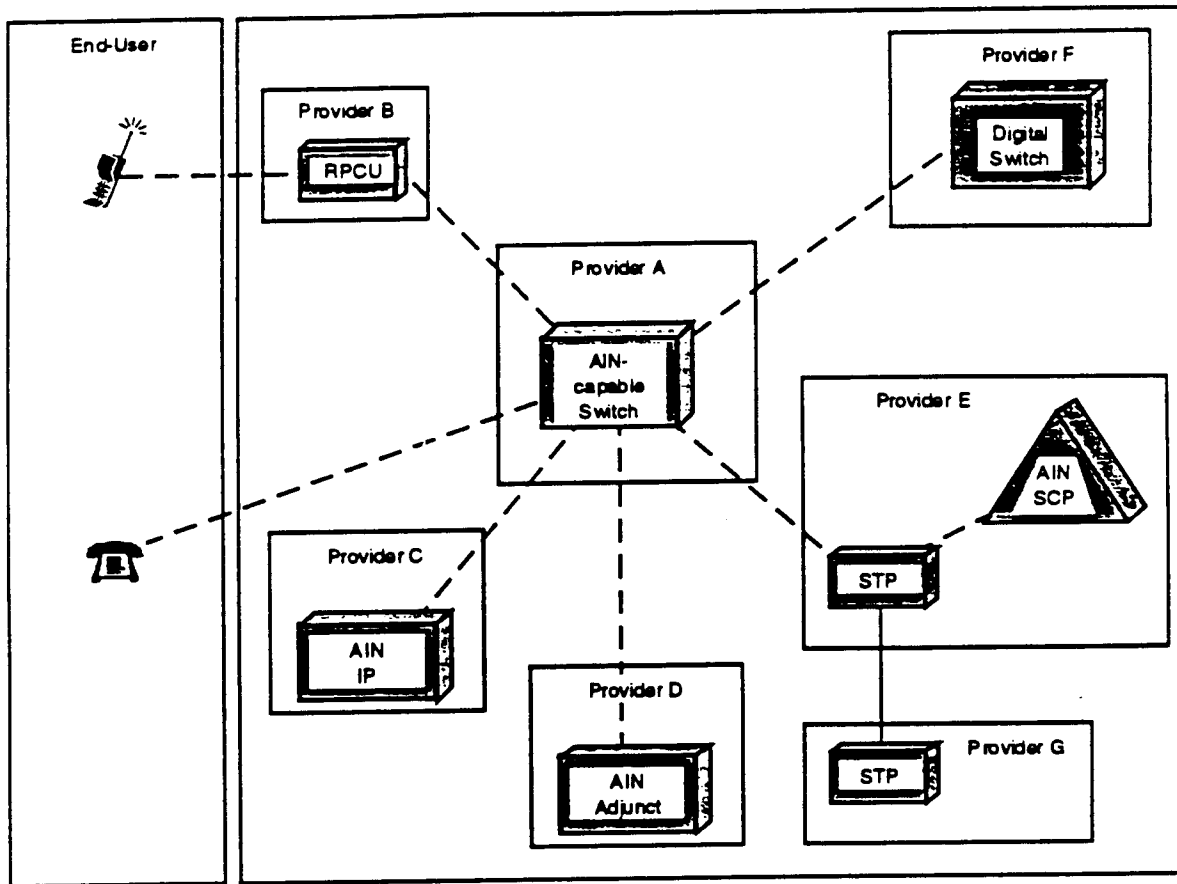 End-User
Provider B
RPCU
Provider F
Digital
Switch
Provider A
AIN-
capable
Switch
Provider E
AIN
SCP
STP
Provider C
AIN
IP
Provider D
AIN
Adjunct
Provider G
STP